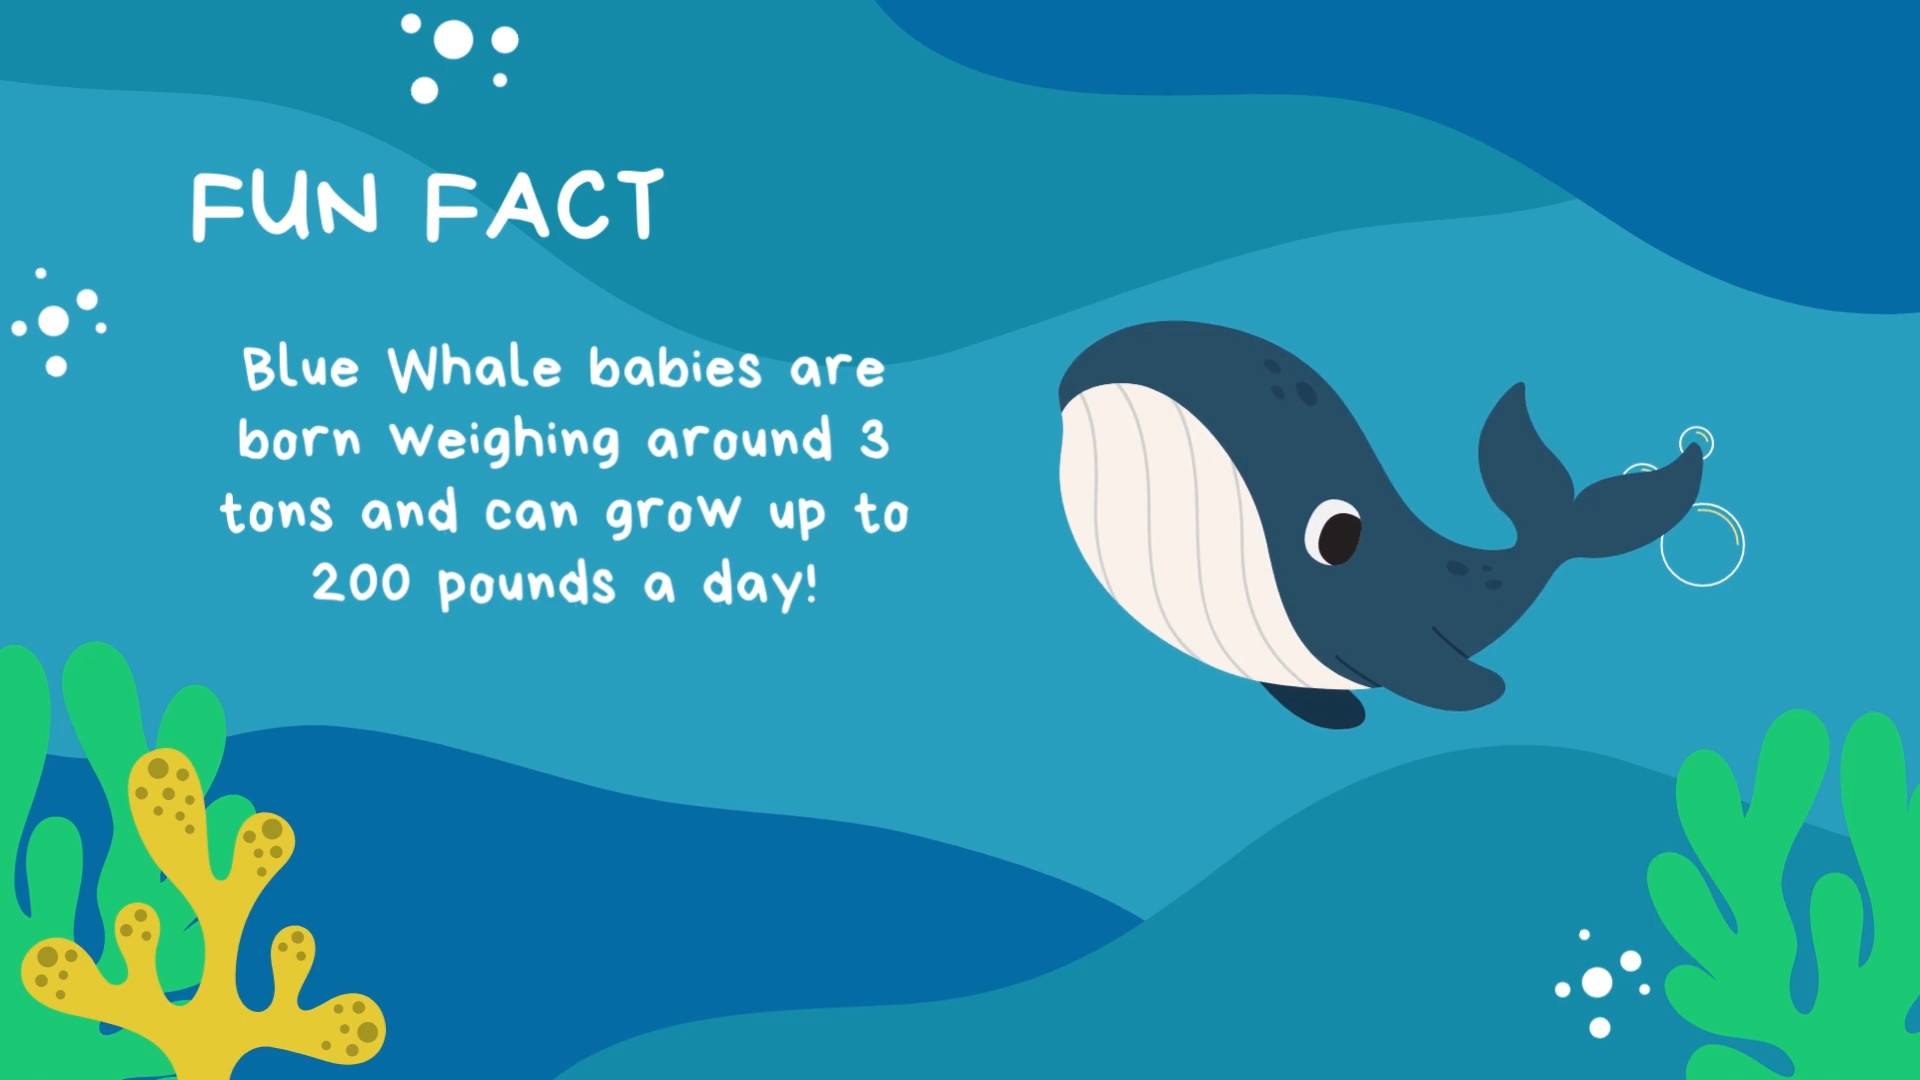 FUN FACT
Blue Whale babies are
born weighing around 3
tons and can grow up to
200 pounds a day!